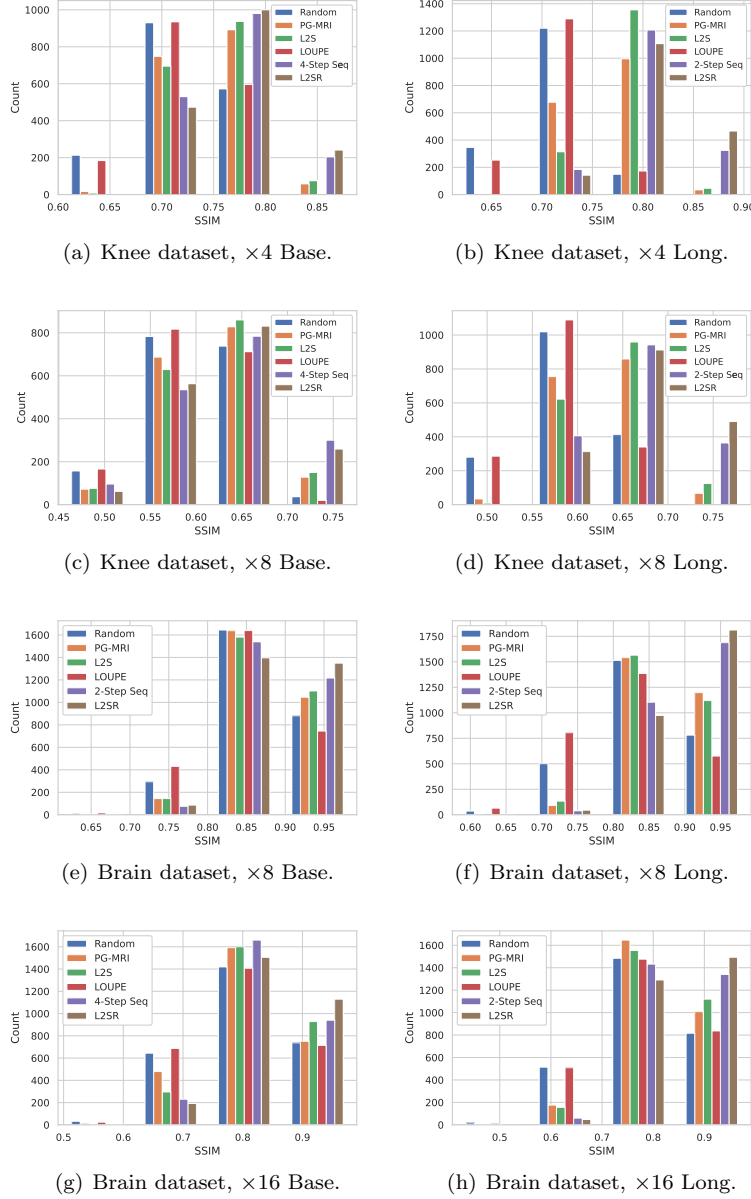 1000
800
600
400
200
0
Count
0.60 0.65 0.70 0.75 0.80 0.85
SSIM
Random
PG-MRI
L2S
LOUPE
4-Step Seq
L2SR
(a) Knee dataset, ×4 Base.
1400
1200
1000
800
600
400
200
0
Count
0.65 0.70 0.75 0.80 0.85 0.90
SSIM
Random
PG-MRI
L2S
LOUPE
2-Step Seq
L2SR
(b) Knee dataset, ×4 Long.
800
600
400
200
0
Count
0.45 0.50 0.55 0.60 0.65 0.70 0.75
SSIM
Random
PG-MRI
L2S
LOUPE
4-Step Seq
L2SR
(c) Knee dataset, ×8 Base.
1000
800
600
400
200
0
Count
0.50 0.55 0.60 0.65 0.70 0.75
SSIM
Random
PG-MRI
L2S
LOUPE
2-Step Seq
L2SR
(d) Knee dataset, ×8 Long.
1600
1400
1200
1000
800
600
400
200
0
Count
0.65 0.70 0.75 0.80 0.85 0.90 0.95
SSIM
Random
PG-MRI
L2S
LOUPE
2-Step Seq
L2SR
(e) Brain dataset, ×8 Base.
1750
1500
1250
1000
750
500
250
0
Count
0.60 0.65 0.70 0.75 0.80 0.85 0.90 0.95
SSIM
Random
PG-MRI
L2S
LOUPE
2-Step Seq
L2SR
(f) Brain dataset, ×8 Long.
1600
1400
1200
1000
800
600
400
200
0
Count
0.5 0.6 0.7 0.8 0.9
SSIM
Random
PG-MRI
L2S
LOUPE
4-Step Seq
L2SR
(g) Brain dataset, ×16 Base.
1600
1400
1200
1000
800
600
400
200
0
Count
0.5 0.6 0.7 0.8 0.9
SSIM
Random
PG-MRI
L2S
LOUPE
2-Step Seq
L2SR
(h) Brain dataset, ×16 Long.